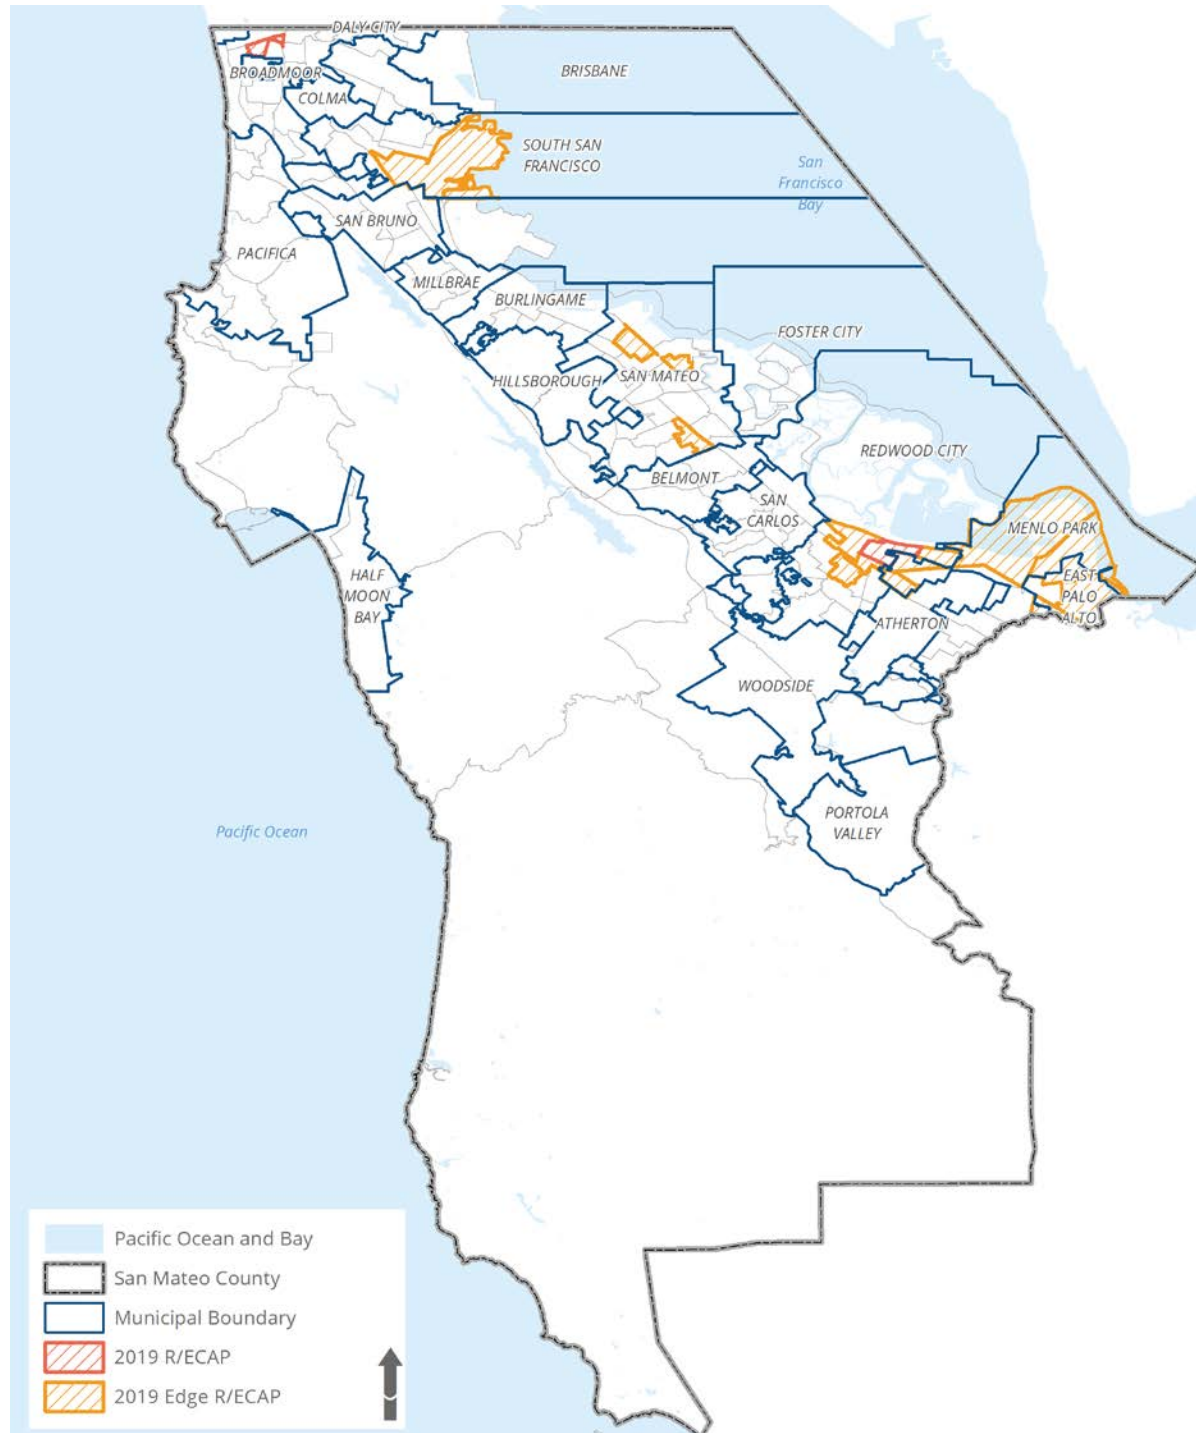 DALY CITY
BROADMOOR
BRISBANE
COLMA
SOUTH SAN
FRANCISCO
San
Francisco
Bay
SAN BRUNO
PACIFICA
MILLBRAE
BURLINGAME
FOSTER CITY
HILLSBOROUGH
SAN MATEO
REDWOOD CITY
BELMONT
SAN
CARLOS
MENLO PARK
HALF
MOON
BAY
EAST
PALO
ALTO
ATHERTON
WOODSIDE
PORTOLA
VALLEY
Pacific Ocean
Pacific Ocean and Bay
San Mateo County
Municipal Boundary
2019 R/ECAP
2019 Edge R/ECAP